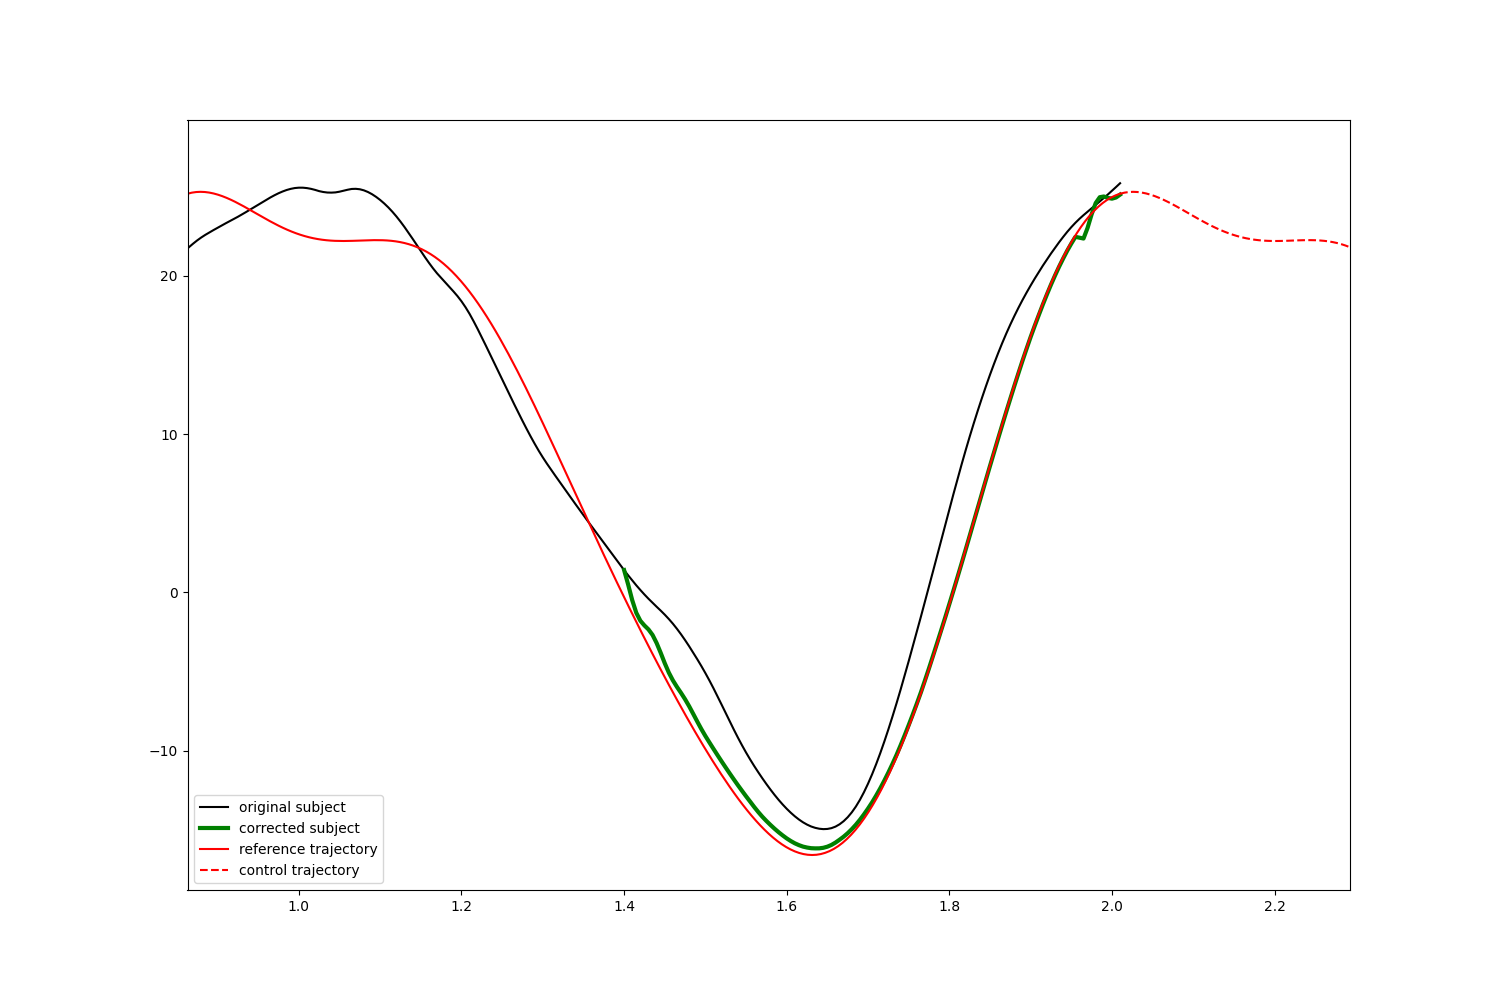 20
10
0
−10
original subject
corrected subject
reference trajectory
control trajectory
1.0 1.2 1.4 1.6 1.8 2.0 2.2